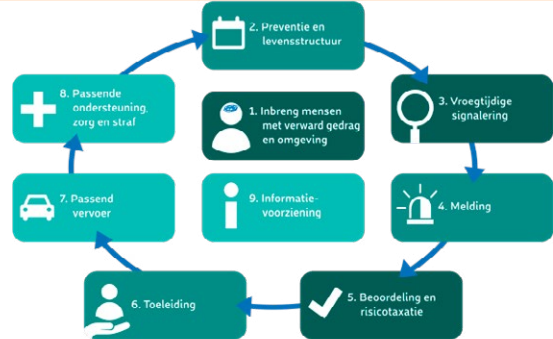 2. Preventie en
levensstructuur
8. Passende
ondersteuning,
zorg en straf
1. Inbreng mensen
met verward gedrag
en omgeving
3. Vroegtijdige
signalering
7. Passend
vervoer
9. Informatie-
voorziening
4. Melding
6. Toeleiding
5. Beoordeling en
risicotaxatie